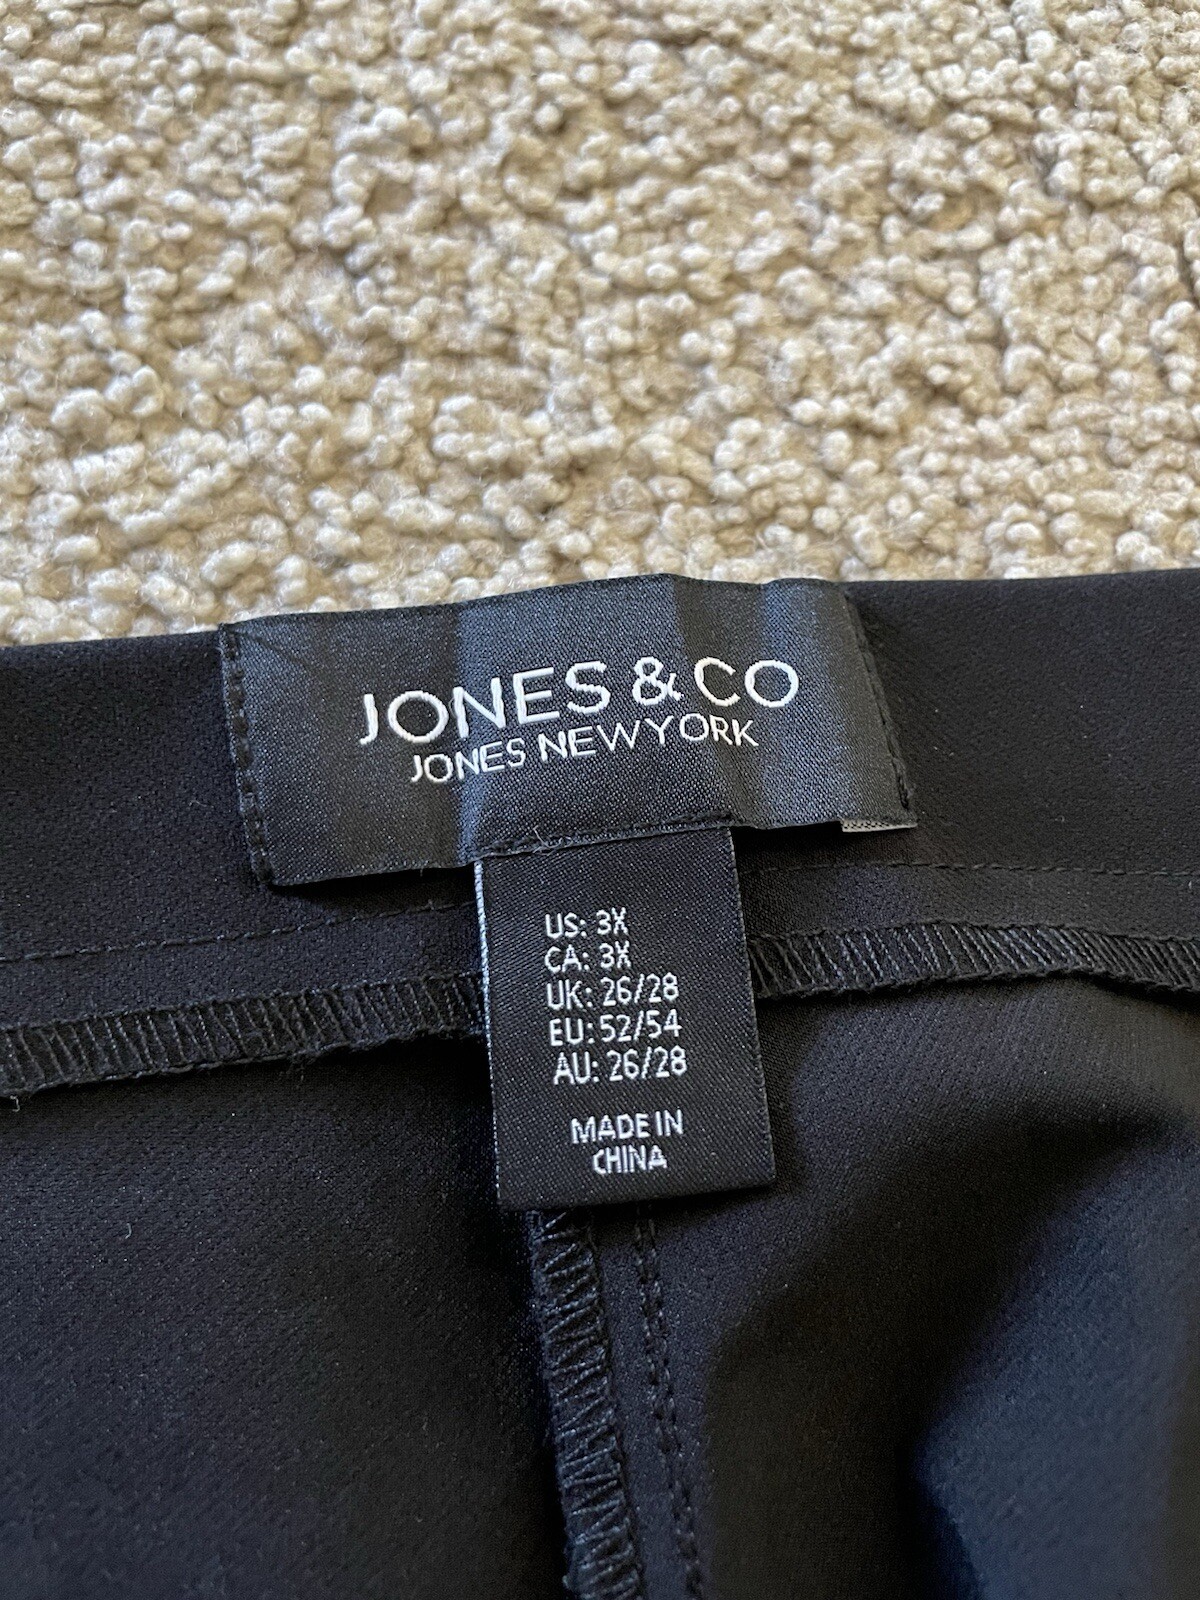 JONES & CO
JONES NEW YORK
US: 3X
CA: 3X
UK: 26/28
EU: 52/54
AU: 26/28
MADE IN
CHINA